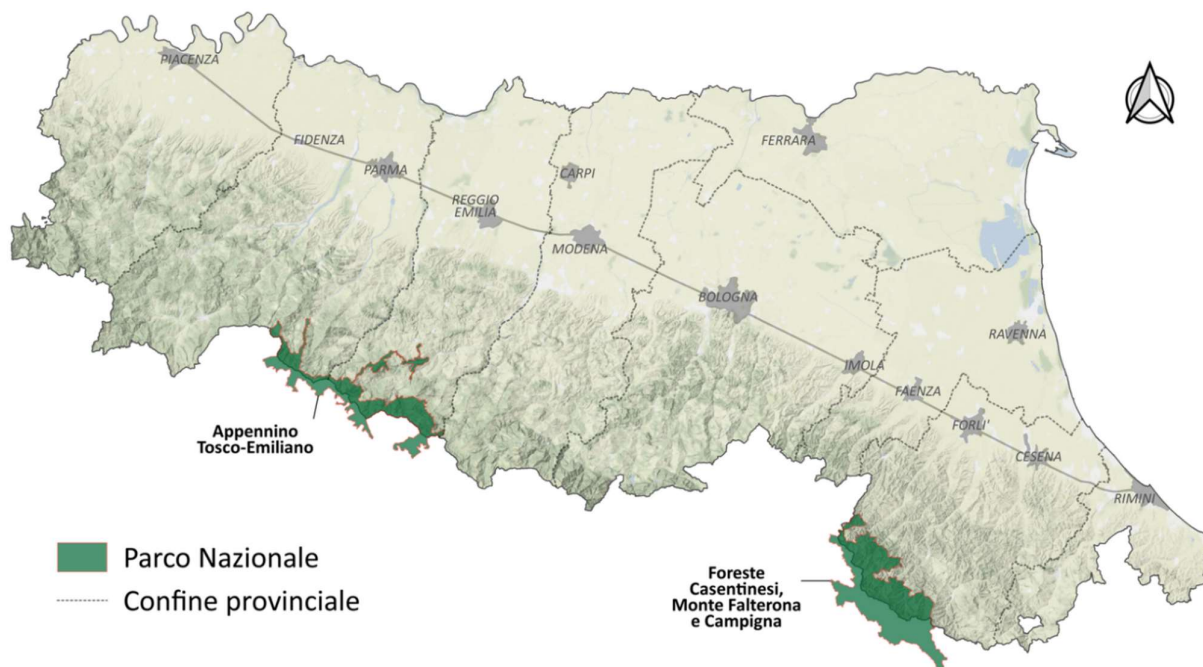 PIACENZA
FIDENZA
PARMA
REGGIO
EMILIA
CARPI
MODENA
FERRARA
BOLOGNA
RAVENNA
IMOLA
FAENZA
FORLI'
CESENA
RIMINI
Appennino
Tosco-Emiliano
Parco Nazionale
Confine provinciale
Foreste
Casentinesi,
Monte Falterona
e Campigna